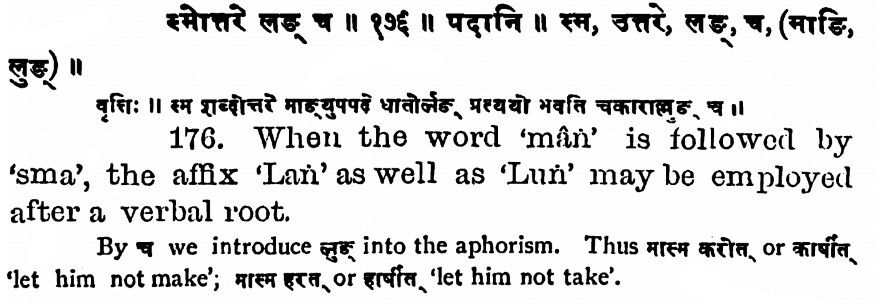 स्मोत्तरे लङ् च ॥ १७६ ॥ पदानि ॥ स्म, उत्तरे, लङ्, च, (माङि,
लुङ्) ॥
वृत्तिः ॥ स्म शब्दोत्तरे माङ्युपपदे धातोर्लङ् प्रत्ययो भवति चकाराल्लुङ् च ॥
176. When the word ‘mâṅ’ is followed by
‘sma’, the affix ‘Laṅ’ as well as ‘Luṅ’ may be employed
after a verbal root.
By च we introduce लुङ् into the aphorism. Thus मास्म करोत् or कार्षीत्
‘let him not make’; मास्म हरत् or हार्षीत् ‘let him not take’.